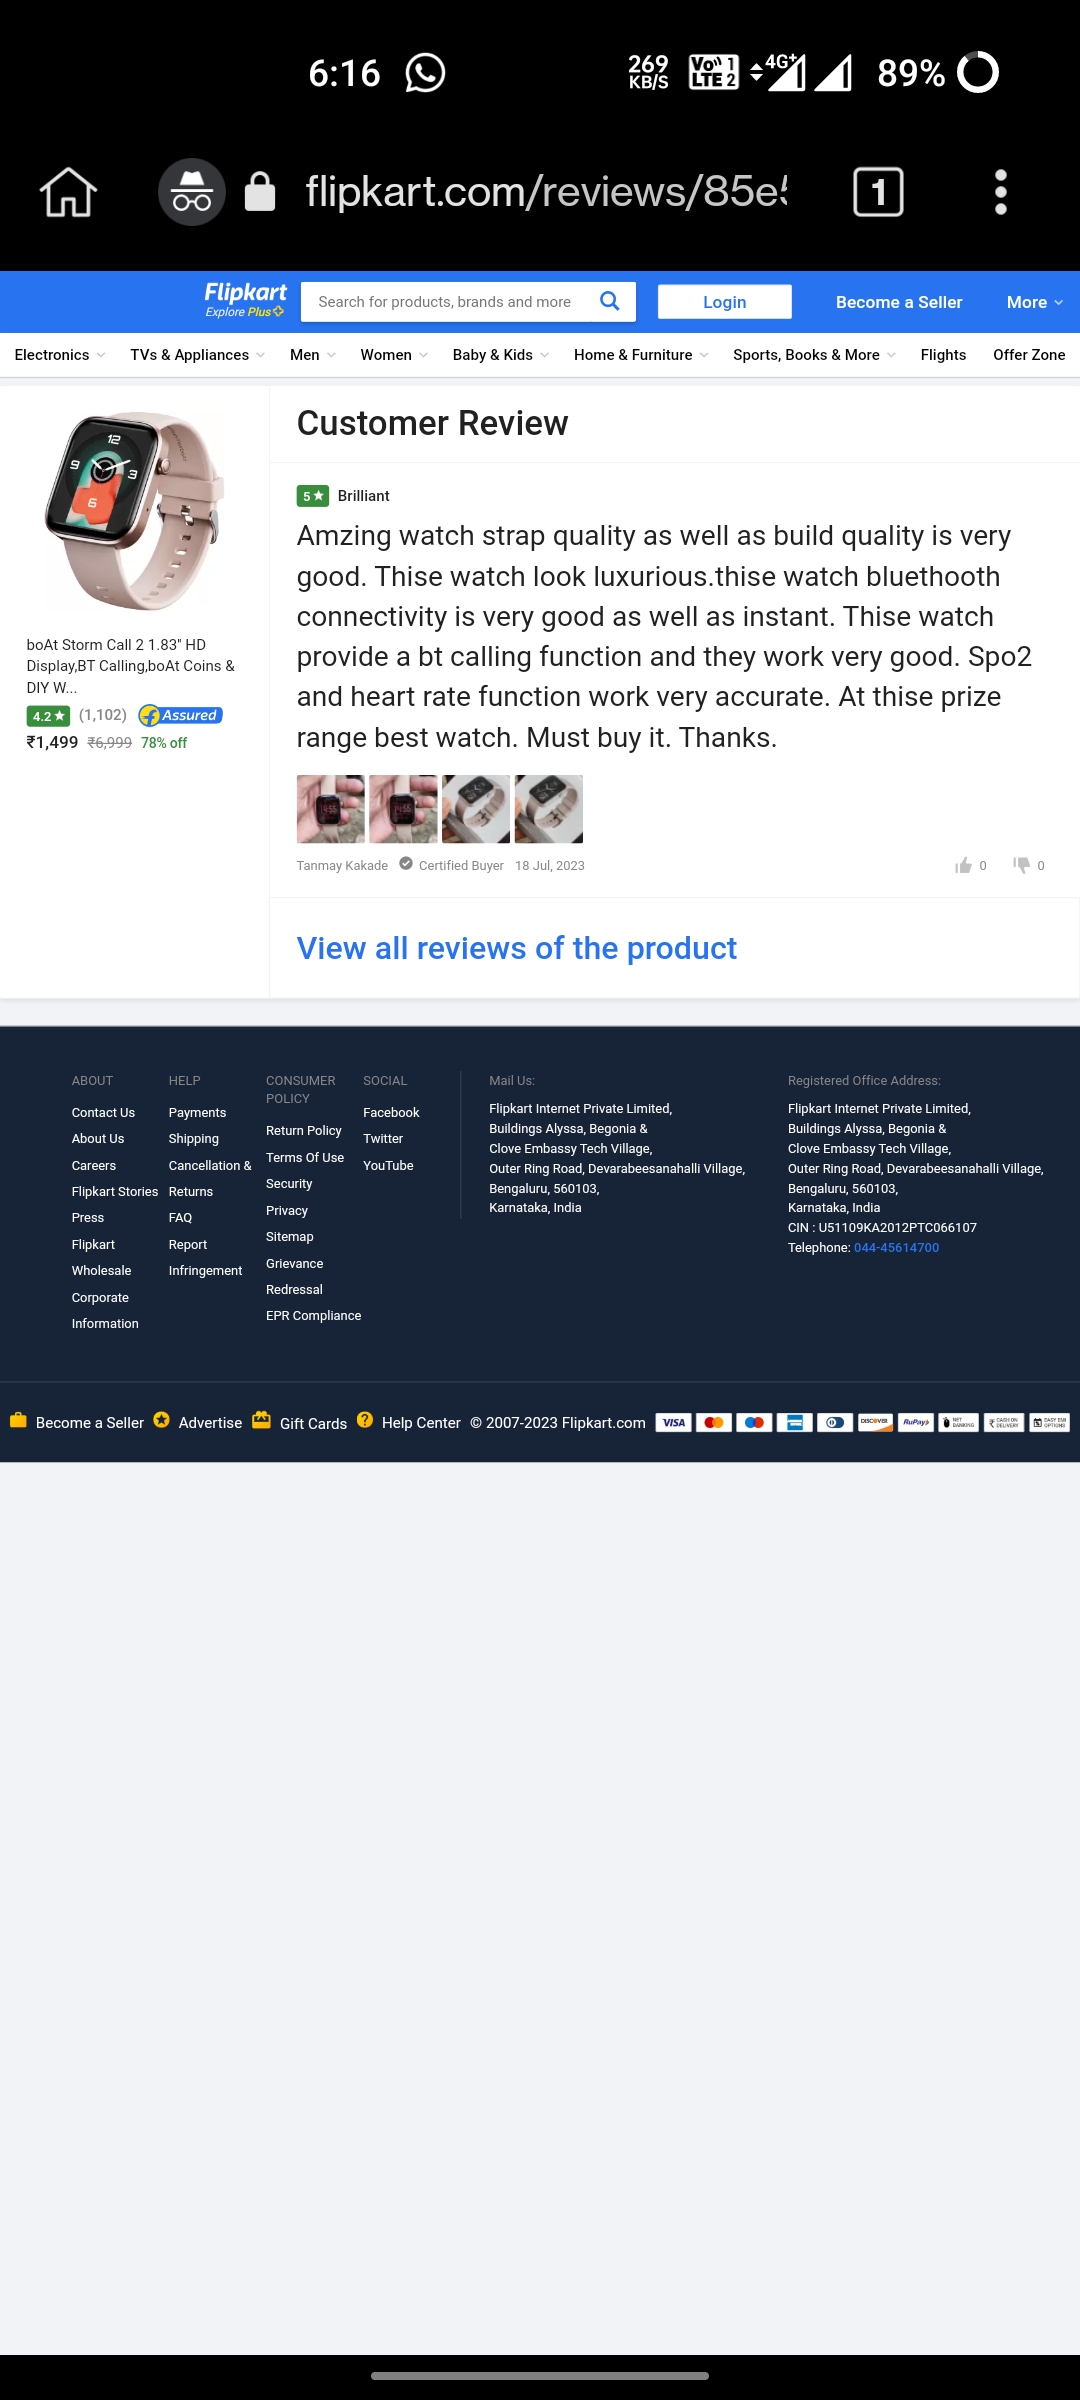 6:16
269
KB/S
Vo 1
LTE 2
4G+
89%
flipkart.com/reviews/85e5
1
Flipkart
Explore Plus
Search for products, brands and more
Login
Become a Seller
More
Electronics TVs & Appliances Men Women Baby & Kids Home & Furniture Sports, Books & More Flights Offer Zone
12
9
3
6
boAt Storm Call 2 1.83" HD
Display,BT Calling,boAt Coins &
DIY W...
4.2 ★ (1,102) Assured
₹1,499 ₹6,999 78% off
Customer Review
5 ★ Brilliant
Amzing watch strap quality as well as build quality is very
good. Thise watch look luxurious.thise watch bluethooth
connectivity is very good as well as instant. Thise watch
provide a bt calling function and they work very good. Spo2
and heart rate function work very accurate. At thise prize
range best watch. Must buy it. Thanks.
Tanmay Kakade Certified Buyer 18 Jul, 2023 0 0
View all reviews of the product
ABOUT
Contact Us
About Us
Careers
Flipkart Stories
Press
Flipkart
Wholesale
Corporate
Information
HELP
Payments
Shipping
Cancellation &
Returns
FAQ
Report
Infringement
CONSUMER
POLICY
Return Policy
Terms Of Use
Security
Privacy
Sitemap
Grievance
Redressal
EPR Compliance
SOCIAL
Facebook
Twitter
YouTube
Mail Us:
Flipkart Internet Private Limited,
Buildings Alyssa, Begonia &
Clove Embassy Tech Village,
Outer Ring Road, Devarabeesanahalli Village,
Bengaluru, 560103,
Karnataka, India
Registered Office Address:
Flipkart Internet Private Limited,
Buildings Alyssa, Begonia &
Clove Embassy Tech Village,
Outer Ring Road, Devarabeesanahalli Village,
Bengaluru, 560103,
Karnataka, India
CIN : U51109KA2012PTC066107
Telephone: 044-45614700
Become a Seller Advertise Gift Cards Help Center © 2007-2023 Flipkart.com VISA DISCOVER RuPay NET BANKING CASH ON DELIVERY EASY EMI OPTIONS